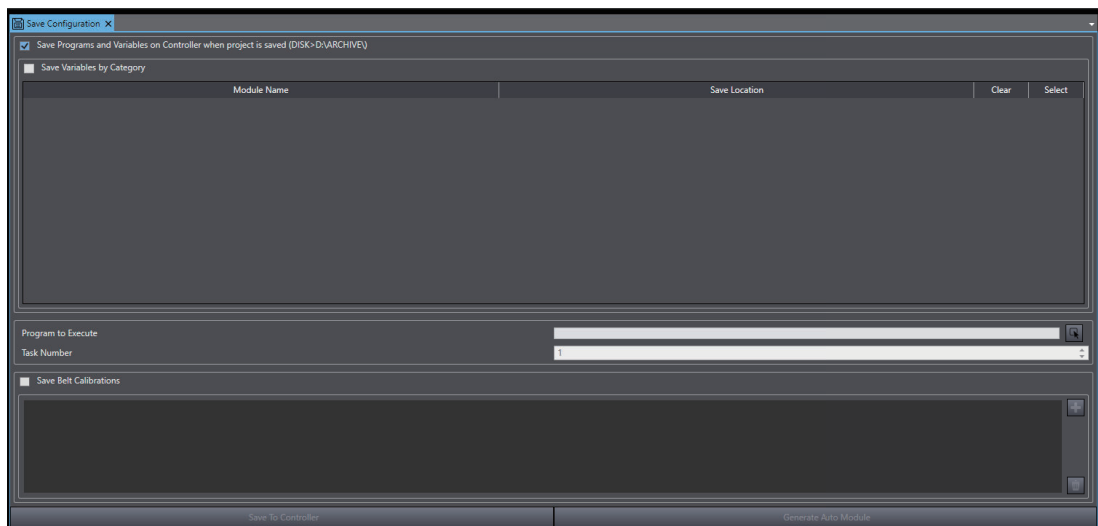 Save Configuration
Save Programs and Variables on Controller when project is saved (DISK>D:\ARCHIVE\)
Save Variables by Category
Module Name Save Location Clear Select
Program to Execute
Task Number 1
Save Belt Calibrations
Save To Controller Generate Auto Module